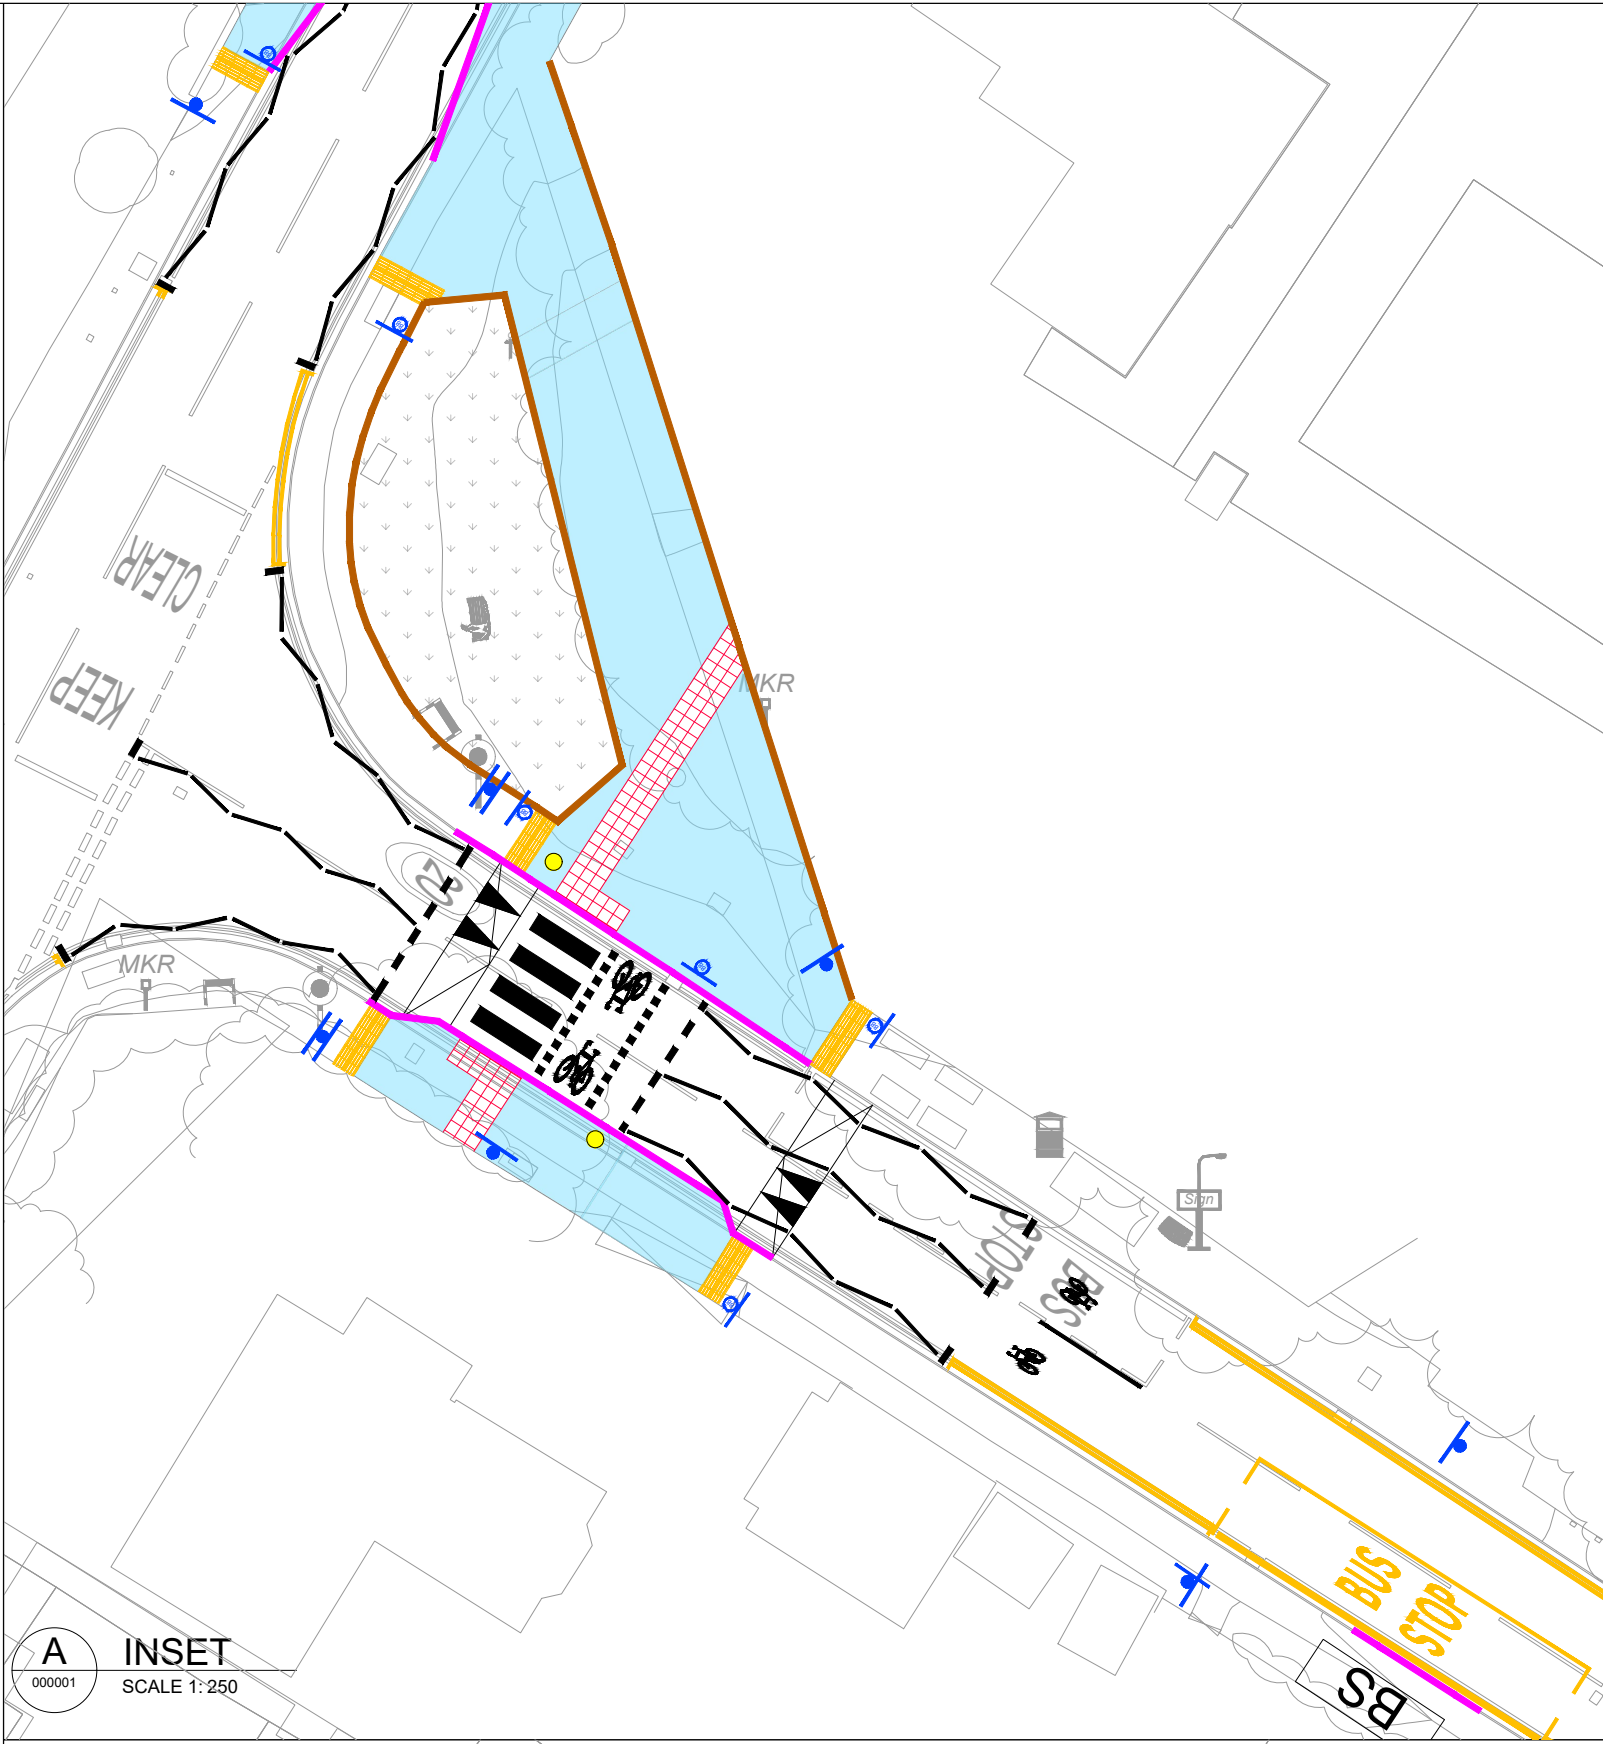 CLEAR
KEEP
MKR
20
MKR
Sign
BUS
STOP
BUS
STOP
BS
A
000001
INSET
SCALE 1: 250